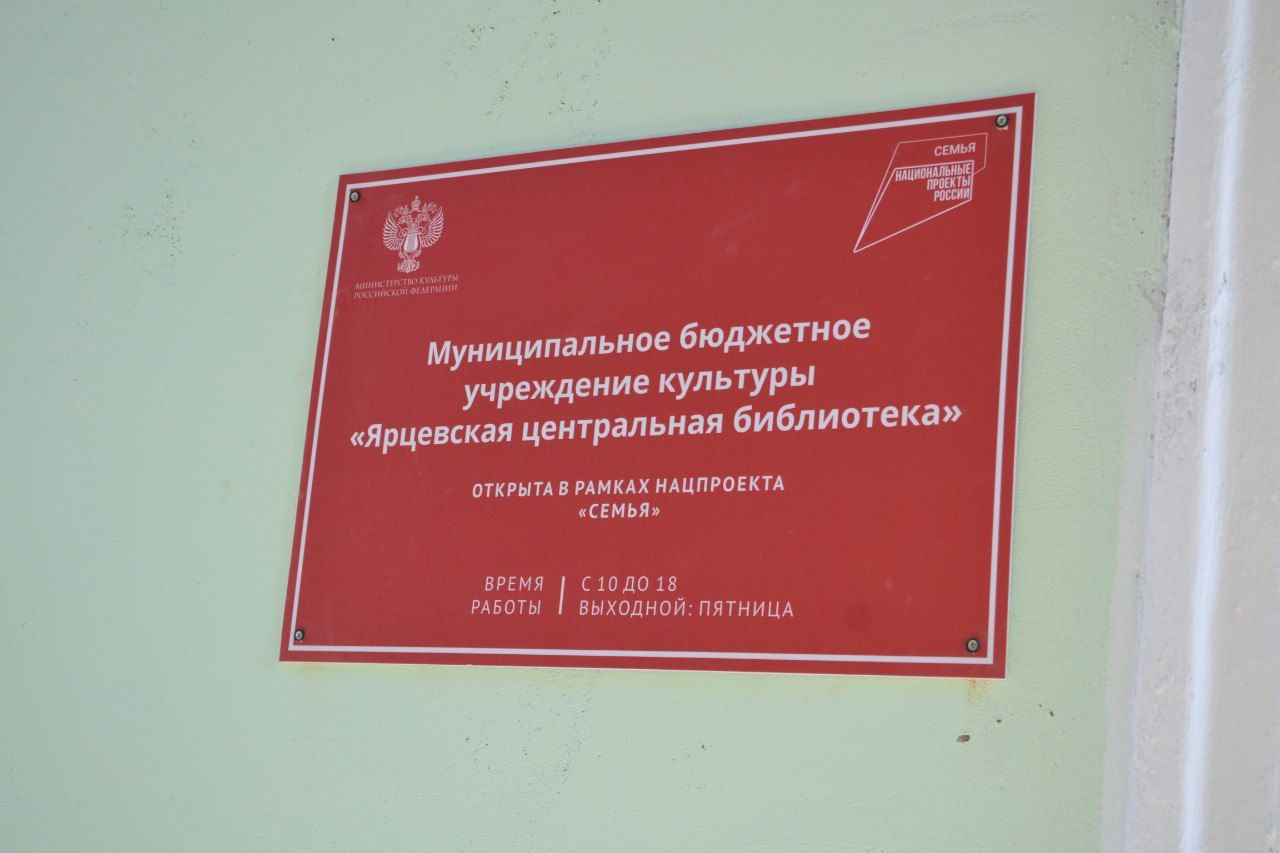 МИНИСТЕРСТВО КУЛЬТУРЫ
РОССИЙСКОЙ ФЕДЕРАЦИИ
СЕМЬЯ
НАЦИОНАЛЬНЫЕ
ПРОЕКТЫ
РОССИИ
Муниципальное бюджетное
учреждение культуры
«Ярцевская центральная библиотека»
ОТКРЫТА В РАМКАХ НАЦПРОЕКТА
«СЕМЬЯ»
ВРЕМЯ РАБОТЫ
С 10 ДО 18
ВЫХОДНОЙ: ПЯТНИЦА